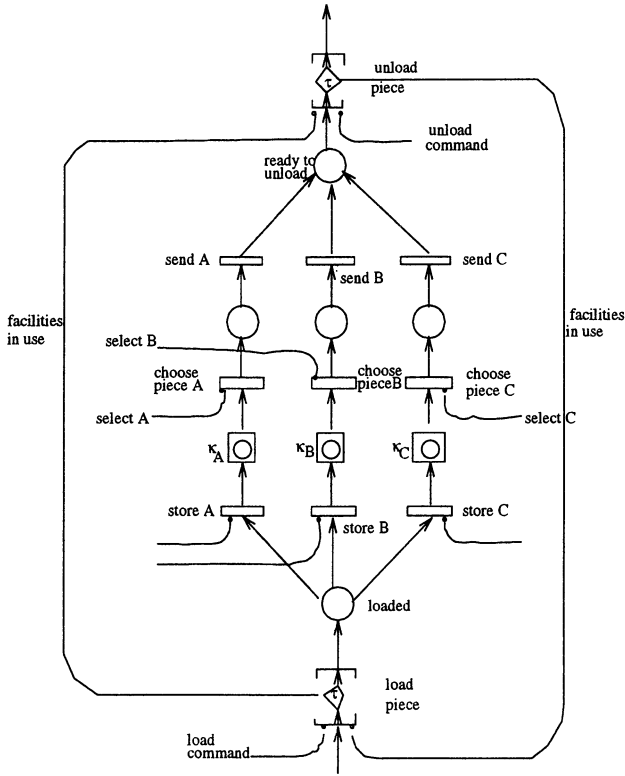 τ
unload
piece
unload
command
ready to
unload
send A
send B
send C
facilities
in use
facilities
in use
select B
choose
piece A
choose
pieceB
choose
piece C
select A
select C
κA
κB
κC
store A
store B
store C
loaded
τ
load
piece
load
command